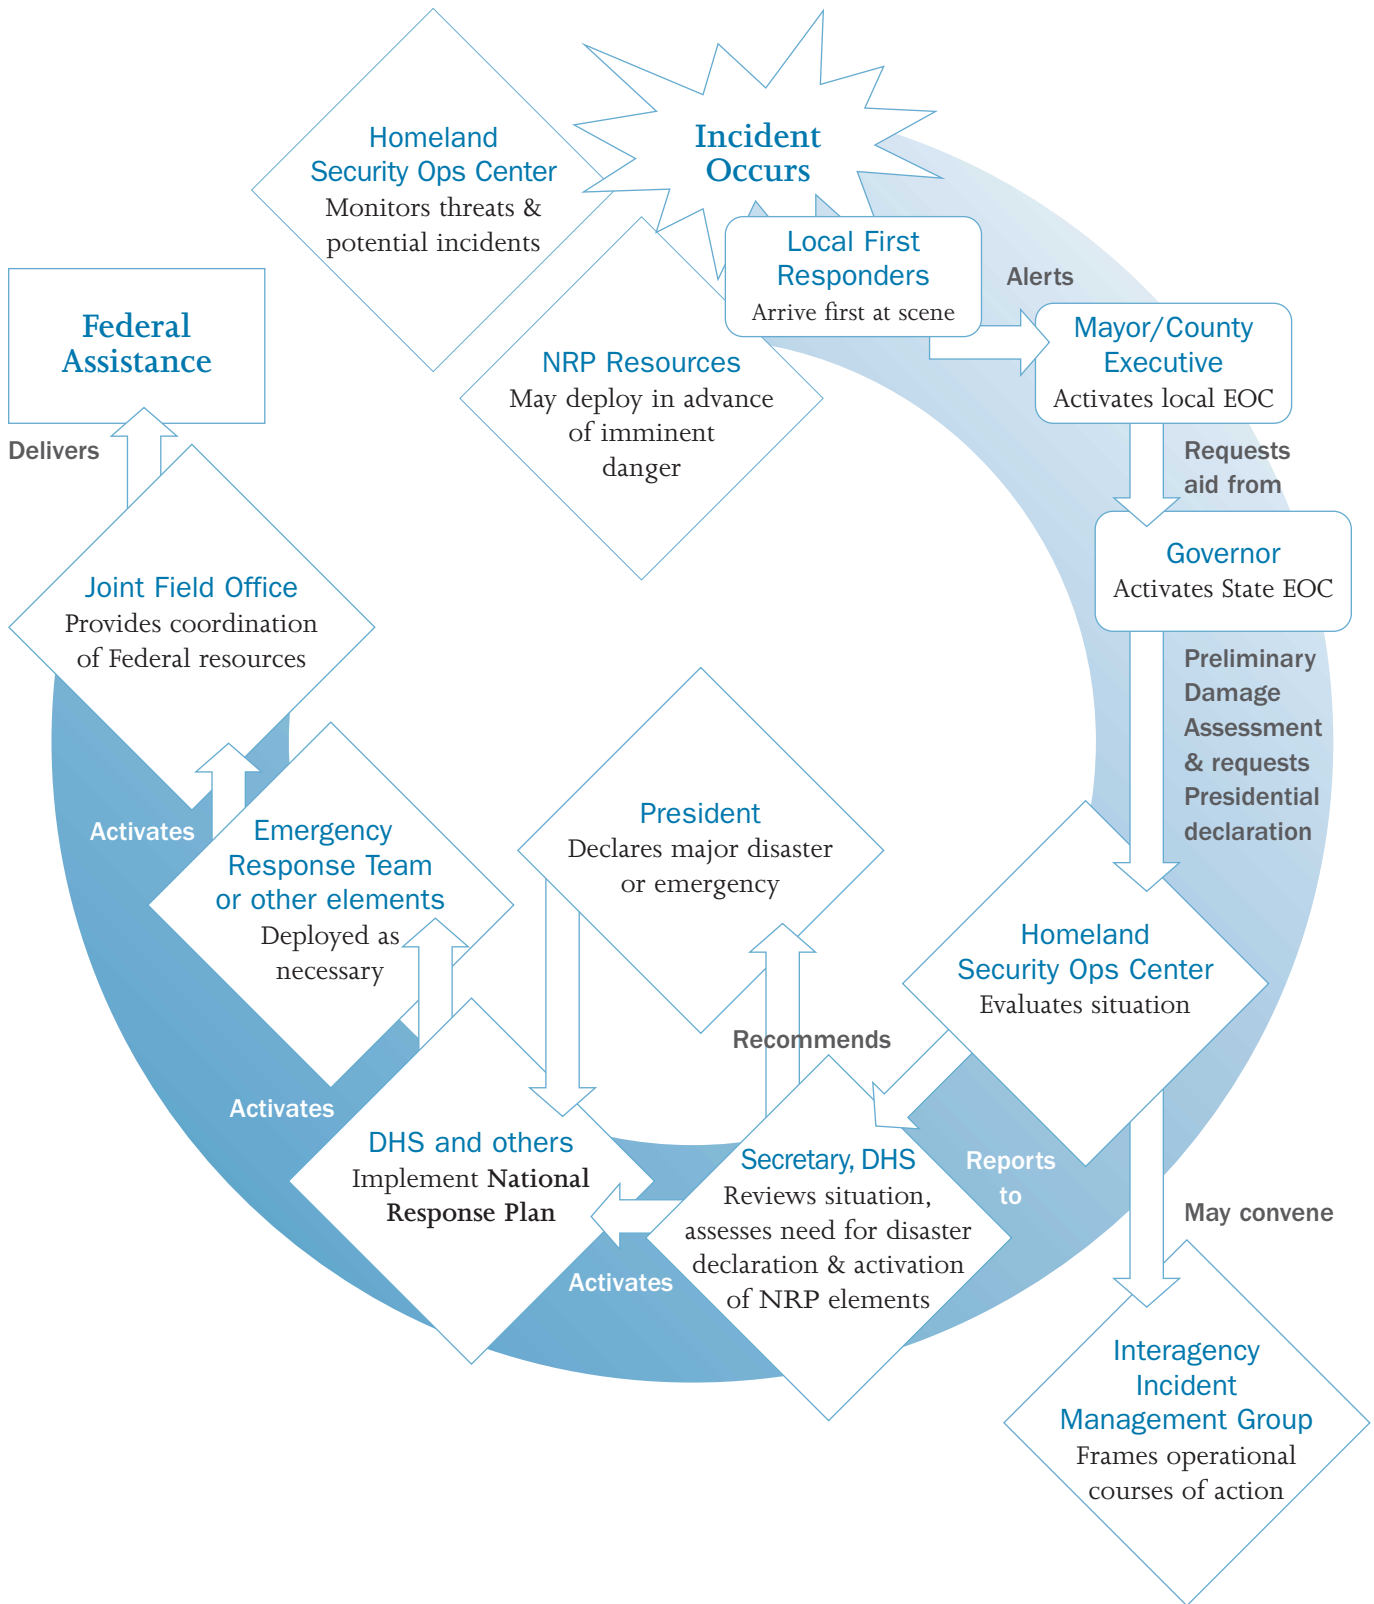 Incident
Occurs
Homeland
Security Ops Center
Monitors threats &
potential incidents
NRP Resources
May deploy in advance
of imminent
danger
Local First
Responders
Arrive first at scene
Alerts
Mayor/County
Executive
Activates local EOC
Requests
aid from
Governor
Activates State EOC
Preliminary
Damage
Assessment
& requests
Presidential
declaration
Homeland
Security Ops Center
Evaluates situation
May convene
Interagency
Incident
Management Group
Frames operational
courses of action
Reports
to
Secretary, DHS
Reviews situation,
assesses need for disaster
declaration & activation
of NRP elements
Recommends
President
Declares major disaster
or emergency
Activates
DHS and others
Implement National
Response Plan
Activates
Emergency
Response Team
or other elements
Deployed as
necessary
Activates
Joint Field Office
Provides coordination
of Federal resources
Delivers
Federal
Assistance